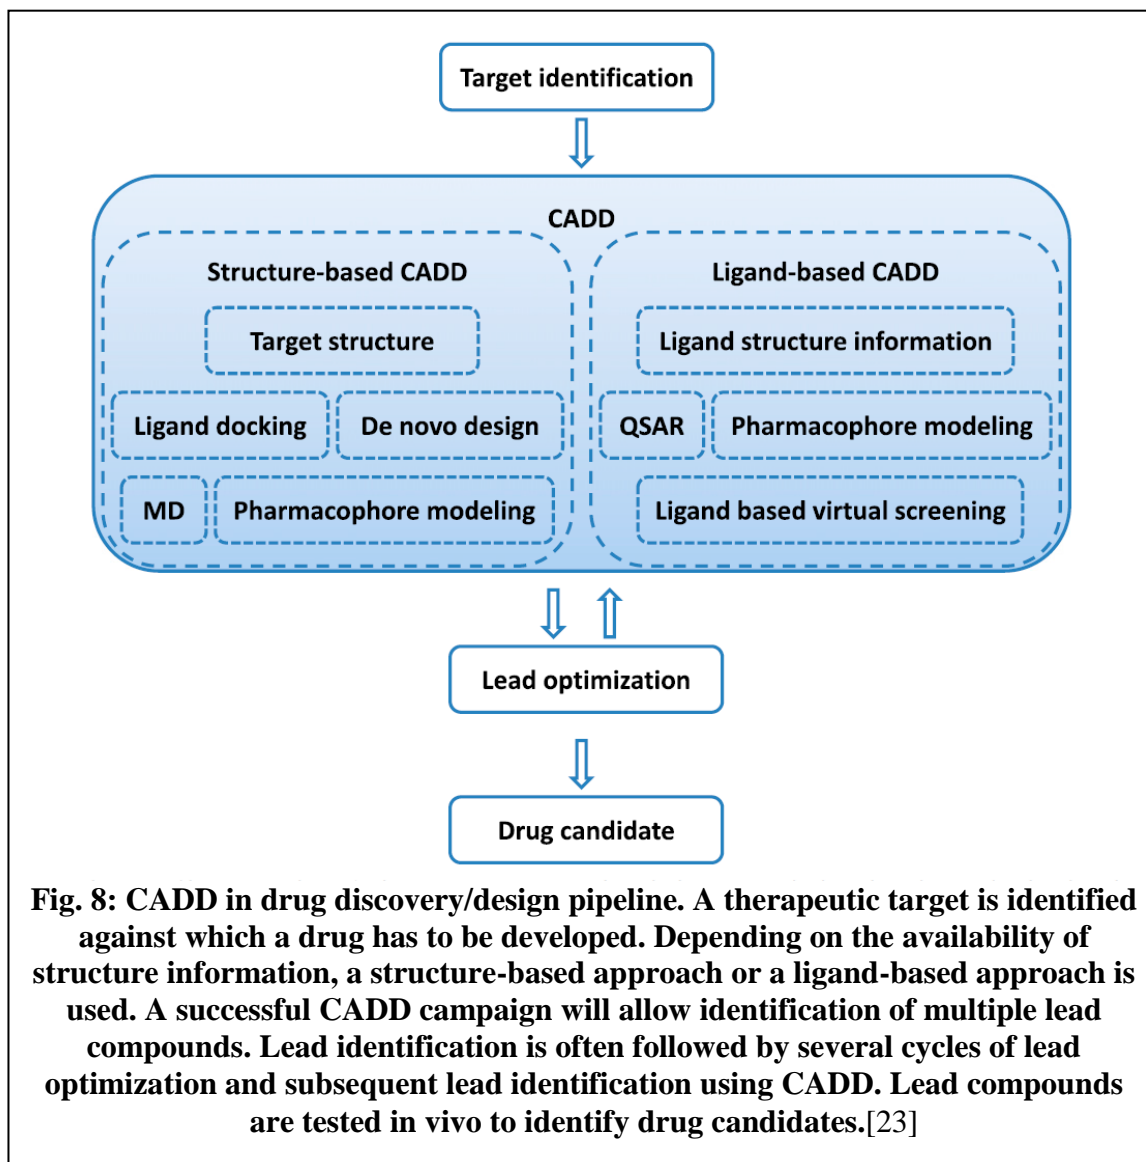 Target identification
CADD
Structure-based CADD
Target structure
Ligand docking
De novo design
MD
Pharmacophore modeling
Ligand-based CADD
Ligand structure information
QSAR
Pharmacophore modeling
Ligand based virtual screening
Lead optimization
Drug candidate
Fig. 8: CADD in drug discovery/design pipeline. A therapeutic target is identified
against which a drug has to be developed. Depending on the availability of
structure information, a structure-based approach or a ligand-based approach is
used. A successful CADD campaign will allow identification of multiple lead
compounds. Lead identification is often followed by several cycles of lead
optimization and subsequent lead identification using CADD. Lead compounds
are tested in vivo to identify drug candidates.[23]